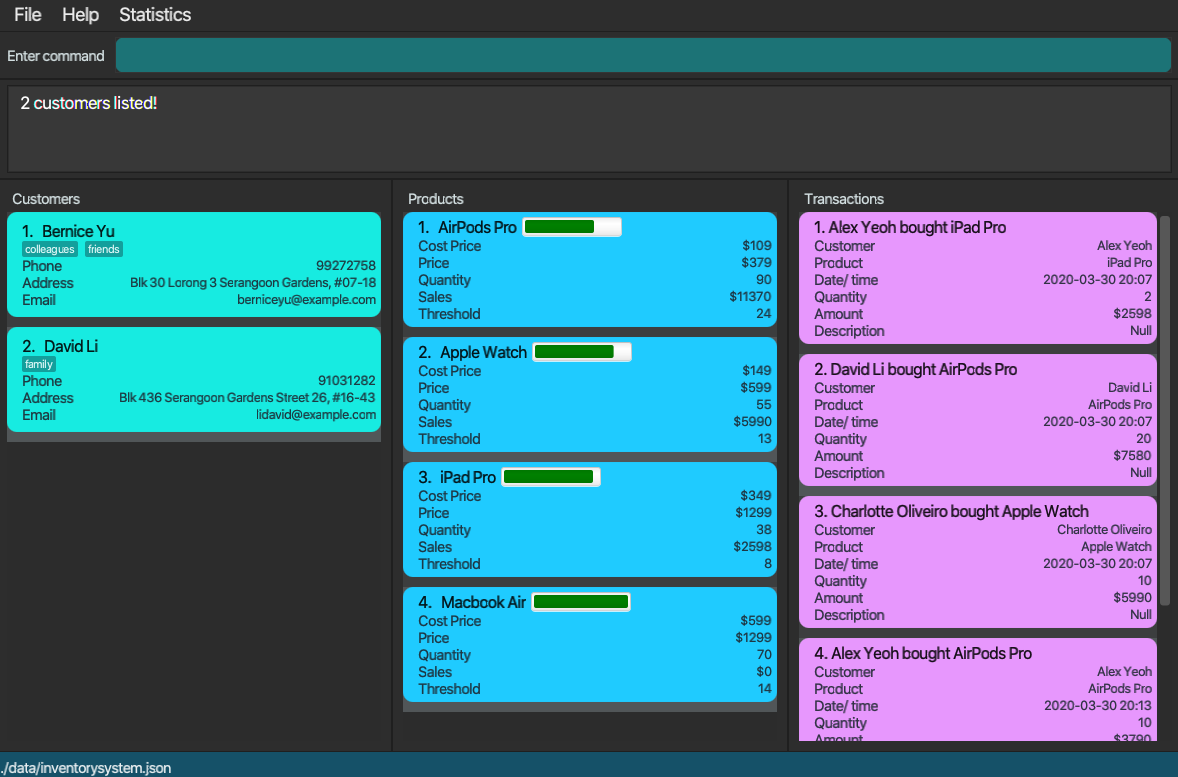 File Help Statistics
Enter command
2 customers listed!
Customers
1. Bernice Yu
colleagues friends
Phone 99272758
Address Blk 30 Lorong 3 Serangoon Gardens, #07-18
Email berniceyu@example.com
2. David Li
family
Phone 91031282
Address Blk 436 Serangoon Gardens Street 26, #16-43
Email lidavid@example.com
Products
1. AirPods Pro
Cost Price $109
Price $379
Quantity 90
Sales $11370
Threshold 24
2. Apple Watch
Cost Price $149
Price $599
Quantity 55
Sales $5990
Threshold 13
3. iPad Pro
Cost Price $349
Price $1299
Quantity 38
Sales $2598
Threshold 8
4. Macbook Air
Cost Price $599
Price $1299
Quantity 70
Sales $0
Threshold 14
Transactions
1. Alex Yeoh bought iPad Pro
Customer Alex Yeoh
Product iPad Pro
Date/ time 2020-03-30 20:07
Quantity 2
Amount $2598
Description Null
2. David Li bought AirPods Pro
Customer David Li
Product AirPods Pro
Date/ time 2020-03-30 20:07
Quantity 20
Amount $7580
Description Null
3. Charlotte Oliveiro bought Apple Watch
Customer Charlotte Oliveiro
Product Apple Watch
Date/ time 2020-03-30 20:07
Quantity 10
Amount $5990
Description Null
4. Alex Yeoh bought AirPods Pro
Customer Alex Yeoh
Product AirPods Pro
Date/ time 2020-03-30 20:13
Quantity 10
Amount $3790
./data/inventorysystem.json